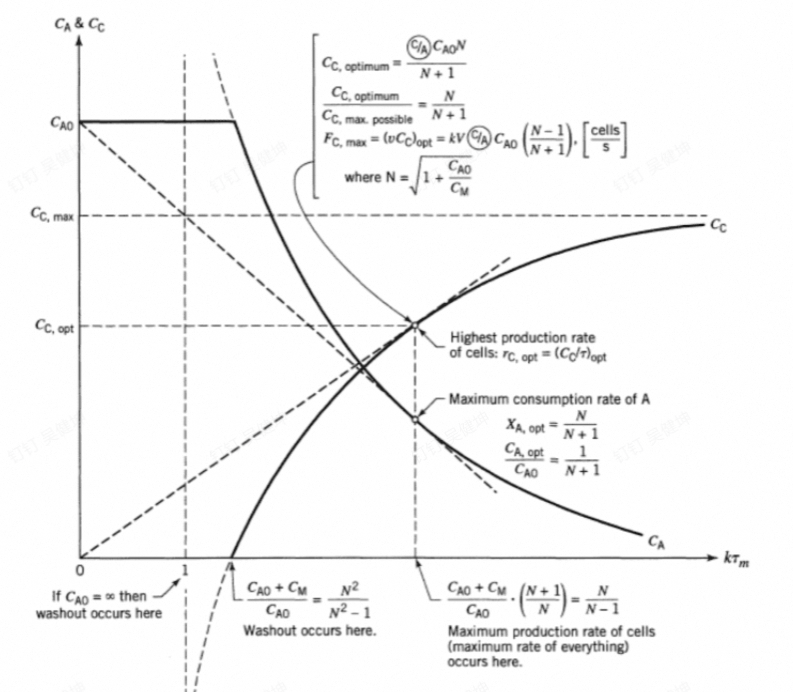 C_A & C_C
C_C, optimum = (C/A) C_A0 N / (N + 1)
C_C, optimum / C_C, max. possible = N / (N + 1)
F_C, max = (υC_C)_opt = kV (C/A) C_A0 ((N − 1) / (N + 1)), [cells / s]
where N = √(1 + C_A0 / C_M)
C_A0
C_C, max
C_C
C_C, opt
Highest production rate
of cells: r_C, opt = (C_C/τ)_opt
Maximum consumption rate of A
X_A, opt = N / (N + 1)
C_A, opt / C_A0 = 1 / (N + 1)
C_A
kτ_m
0
1
If C_A0 = ∞ then
washout occurs here
(C_A0 + C_M) / C_A0 = N² / (N² − 1)
Washout occurs here.
(C_A0 + C_M) / C_A0 · ((N + 1) / N) = N / (N − 1)
Maximum production rate of cells
(maximum rate of everything)
occurs here.